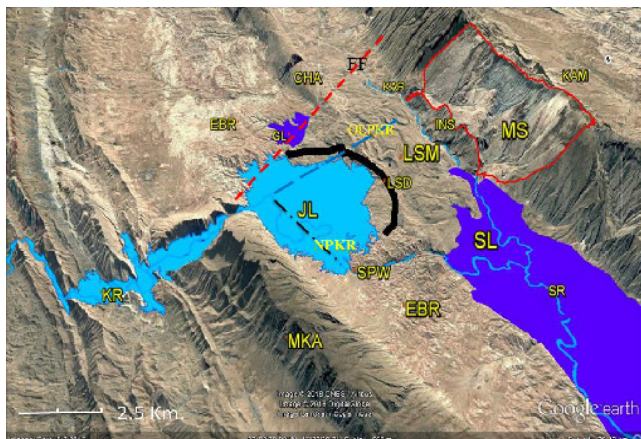 FF
CHA
KAR
KAM
EBR
GL
OLPKR
INS
MS
LSM
LSD
JL
SL
NPKR
SPW
KR
EBR
SR
MKA
2.5 Km.
Google earth